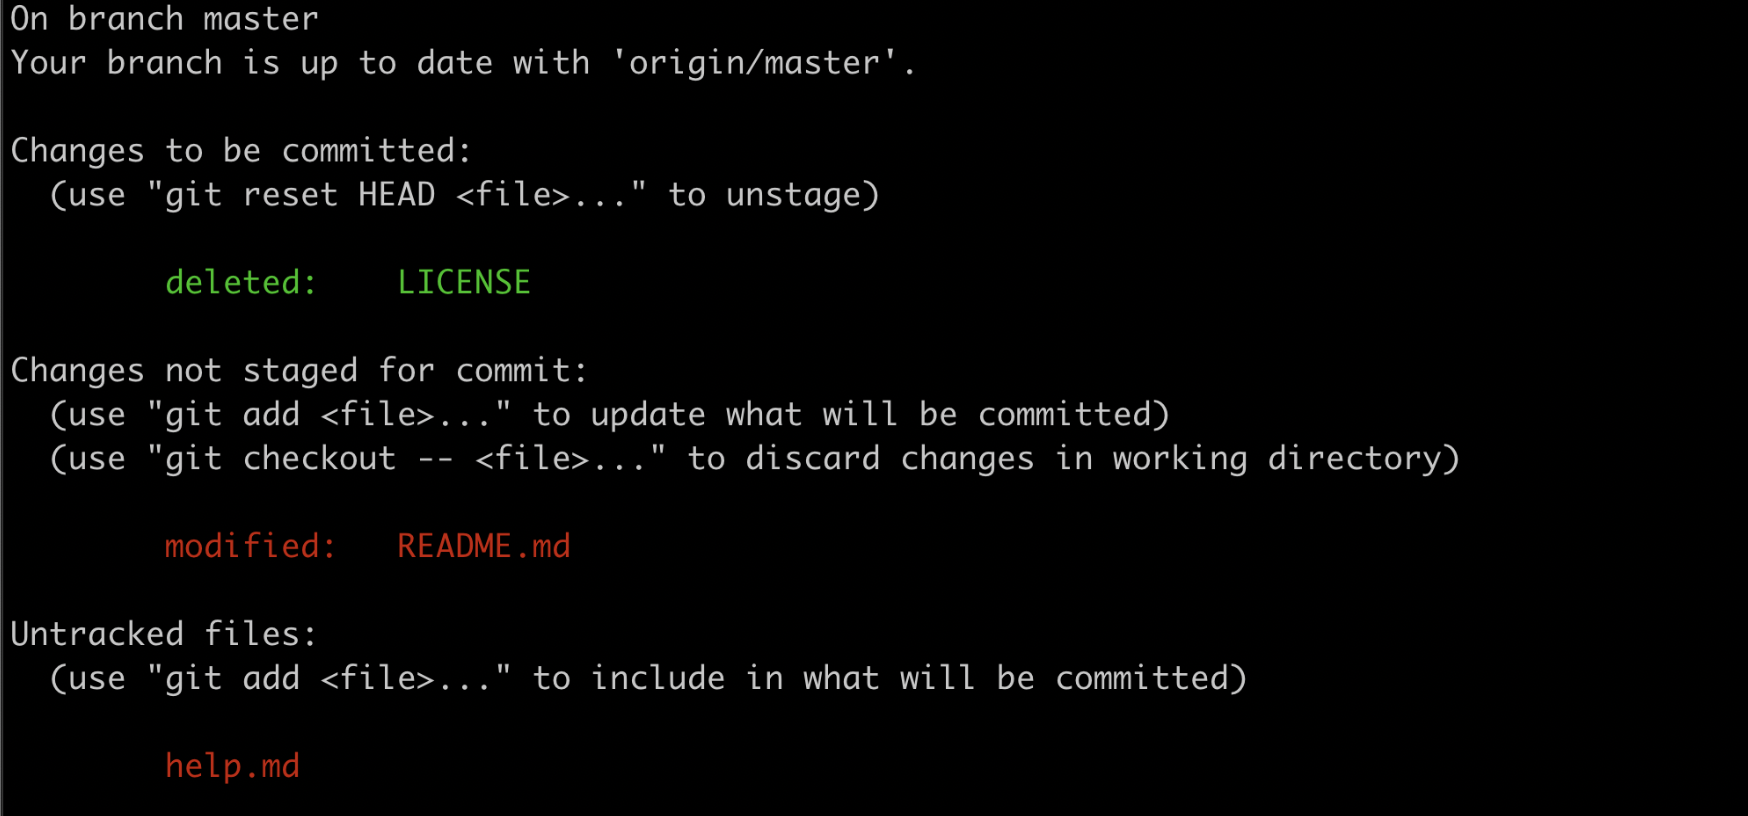 On branch master
Your branch is up to date with 'origin/master'.
Changes to be committed:
  (use "git reset HEAD <file>..." to unstage)
        deleted:    LICENSE
Changes not staged for commit:
  (use "git add <file>..." to update what will be committed)
  (use "git checkout -- <file>..." to discard changes in working directory)
        modified:   README.md
Untracked files:
  (use "git add <file>..." to include in what will be committed)
        help.md